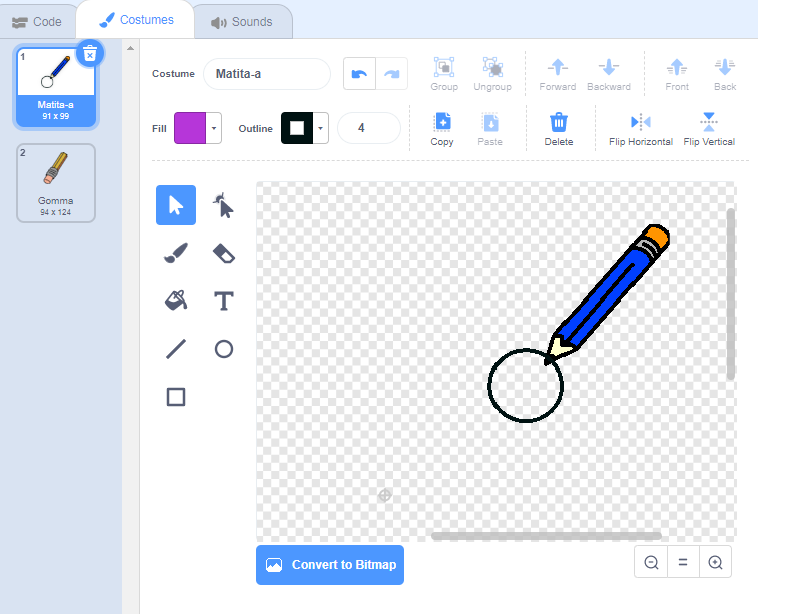 Code Costumes Sounds
1
Matita-a
91 x 99
2
Gomma
94 x 124
Costume Matita-a
Group Ungroup Forward Backward Front Back
Fill Outline 4
Copy Paste Delete Flip Horizontal Flip Vertical
T
Convert to Bitmap
=